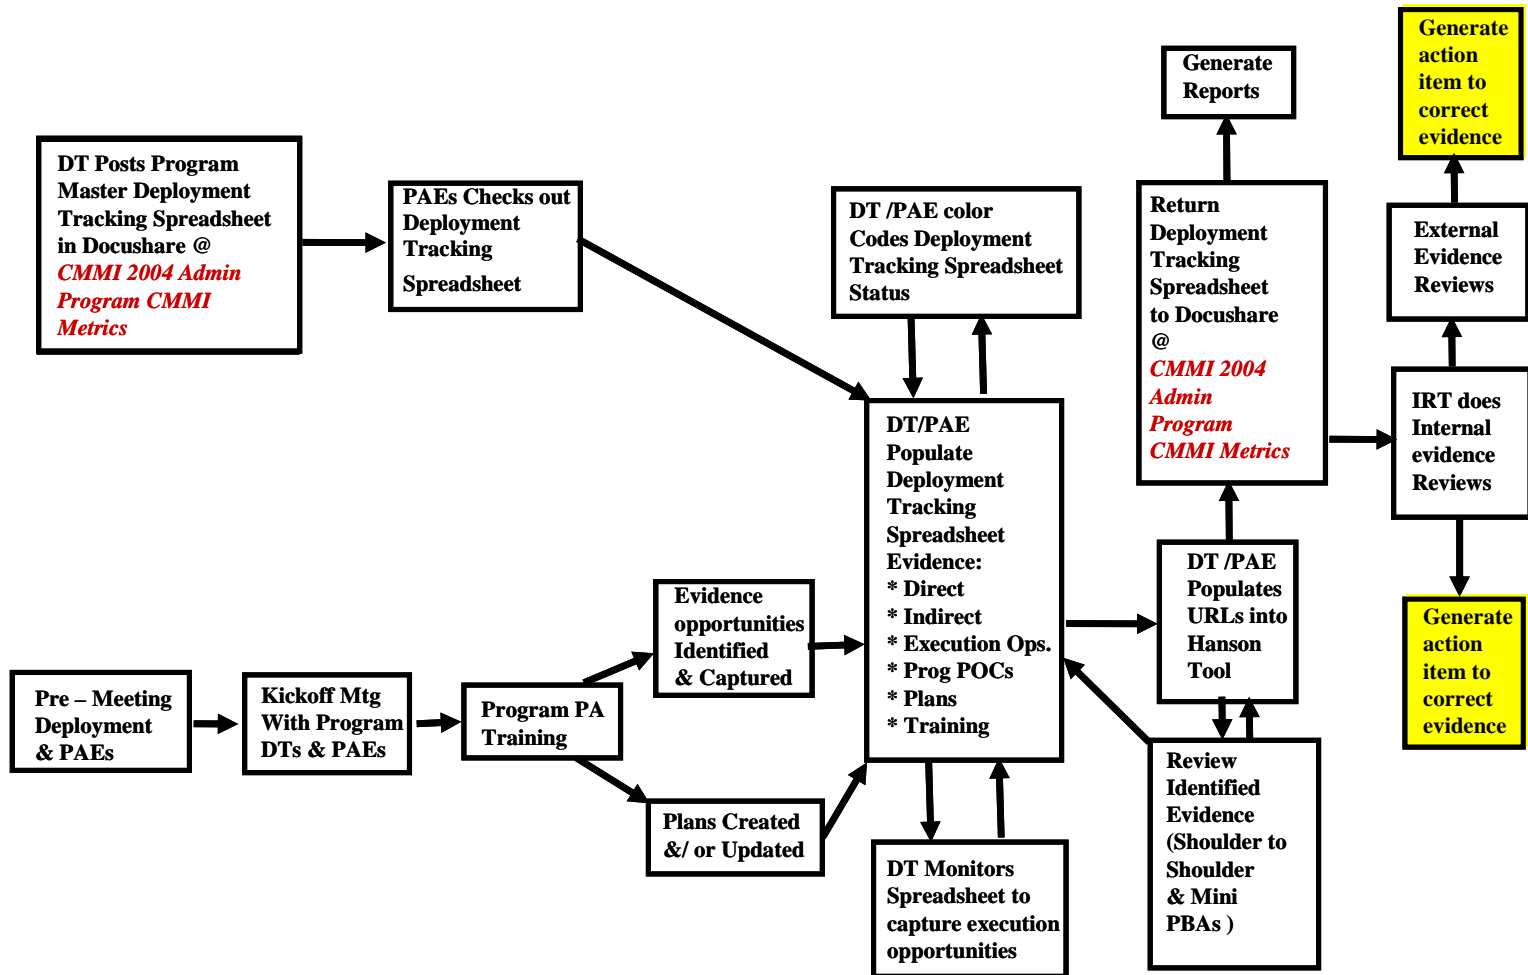 DT Posts Program
Master Deployment
Tracking Spreadsheet
in Docushare @
CMMI 2004 Admin
Program CMMI
Metrics
PAEs Checks out
Deployment
Tracking
Spreadsheet
DT /PAE color
Codes Deployment
Tracking Spreadsheet
Status
Generate
Reports
Return
Deployment
Tracking
Spreadsheet
to Docushare
@
CMMI 2004
Admin
Program
CMMI Metrics
Generate
action
item to
correct
evidence
External
Evidence
Reviews
IRT does
Internal
evidence
Reviews
Generate
action
item to
correct
evidence
DT/PAE
Populate
Deployment
Tracking
Spreadsheet
Evidence:
* Direct
* Indirect
* Execution Ops.
* Prog POCs
* Plans
* Training
DT /PAE
Populates
URLs into
Hanson
Tool
Review
Identified
Evidence
(Shoulder to
Shoulder
& Mini
PBAs )
Pre – Meeting
Deployment
& PAEs
Kickoff Mtg
With Program
DTs & PAEs
Program PA
Training
Evidence
opportunities
Identified
& Captured
Plans Created
&/ or Updated
DT Monitors
Spreadsheet to
capture execution
opportunities